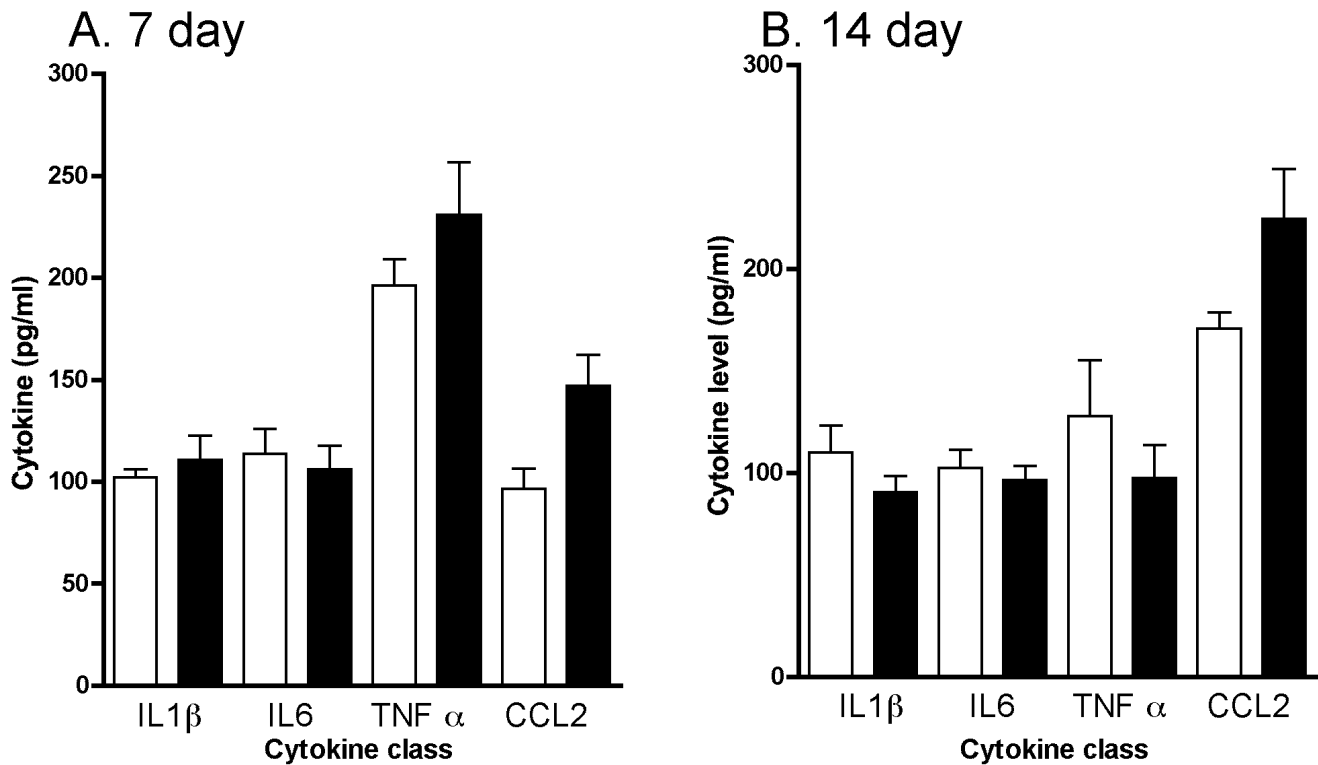 A. 7 day
300
250
200
150
100
50
0
Cytokine (pg/ml)
IL1β IL6 TNF α CCL2
Cytokine class
B. 14 day
300
200
100
0
Cytokine level (pg/ml)
IL1β IL6 TNF α CCL2
Cytokine class